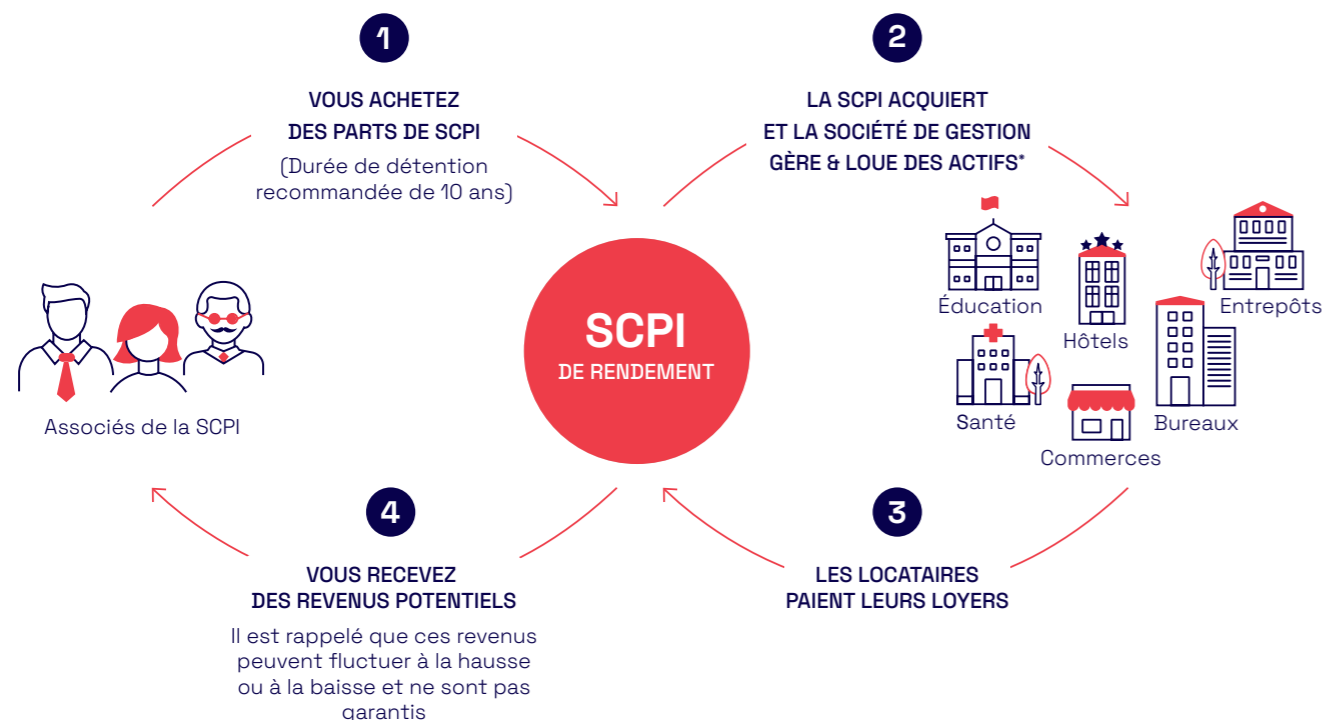 1
VOUS ACHETEZ
DES PARTS DE SCPI
(Durée de détention
recommandée de 10 ans)
2
LA SCPI ACQUIERT
ET LA SOCIÉTÉ DE GESTION
GÈRE & LOUE DES ACTIFS*
Éducation
Hôtels
Entrepôts
Santé
Commerces
Bureaux
Associés de la SCPI
SCPI
DE RENDEMENT
3
LES LOCATAIRES
PAIENT LEURS LOYERS
4
VOUS RECEVEZ
DES REVENUS POTENTIELS
Il est rappelé que ces revenus
peuvent fluctuer à la hausse
ou à la baisse et ne sont pas
garantis